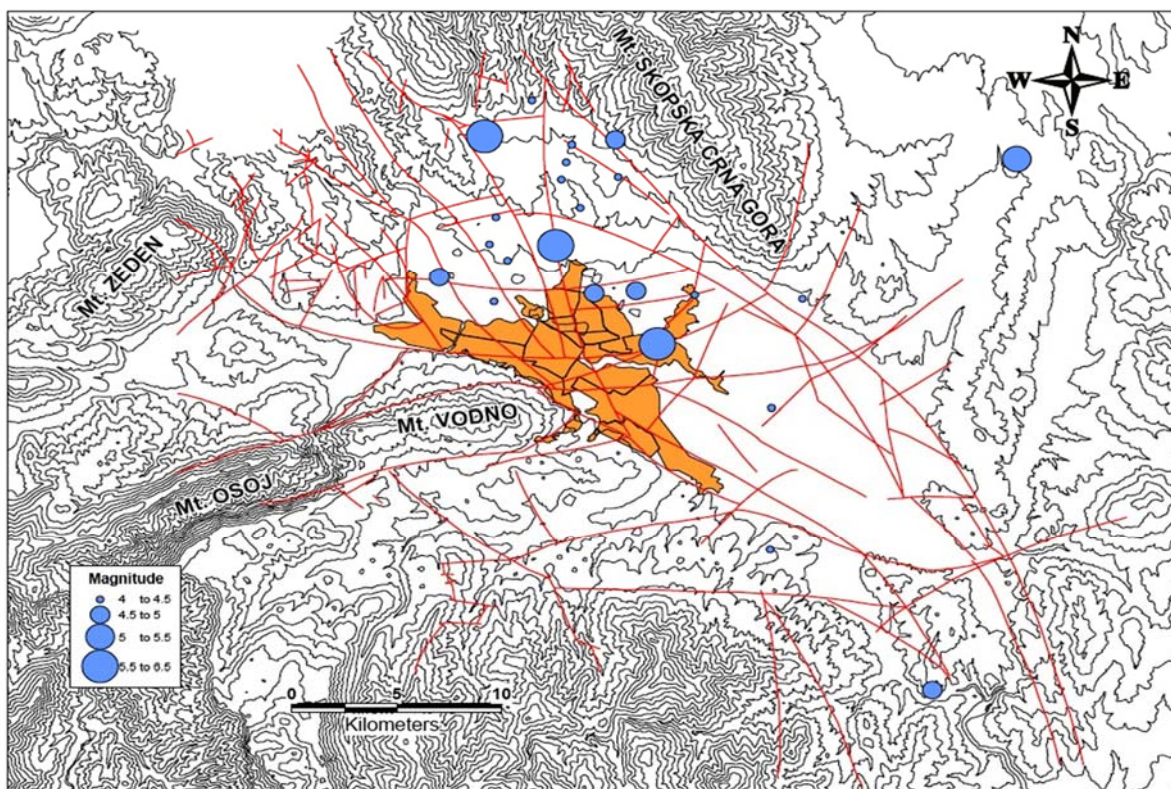 N
W E
S
Mt. SKOPSKA CRNA GORA
Mt. ZEDEN
Mt. VODNO
Mt. OSOJ
Magnitude
4 to 4.5
4.5 to 5
5 to 5.5
5.5 to 6.5
0 5 10
Kilometers